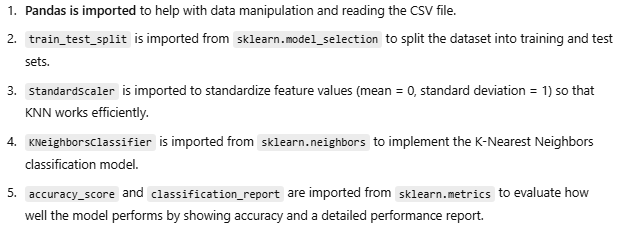 1. Pandas is imported to help with data manipulation and reading the CSV file.
2. train_test_split is imported from sklearn.model_selection to split the dataset into training and test
sets.
3. StandardScaler is imported to standardize feature values (mean = 0, standard deviation = 1) so that
KNN works efficiently.
4. KNeighborsClassifier is imported from sklearn.neighbors to implement the K-Nearest Neighbors
classification model.
5. accuracy_score and classification_report are imported from sklearn.metrics to evaluate how
well the model performs by showing accuracy and a detailed performance report.